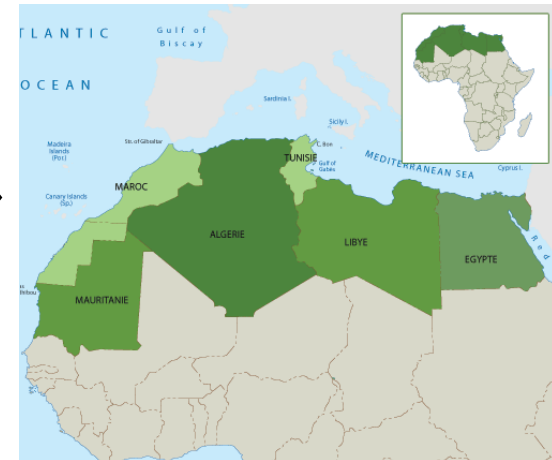 TLANTIC
OCEAN
Gulf of
Biscay
Sardinia I.
Sicily I.
Madeira
Islands
(Por.)
Str. of Gibraltar
C. Bon
TUNISIE
Gulf of
Gabès
MEDITERRANEAN SEA
Cyprus I.
Canary Islands
(Sp.)
MAROC
ALGERIE
LIBYE
EGYPTE
Red
MAURITANIE